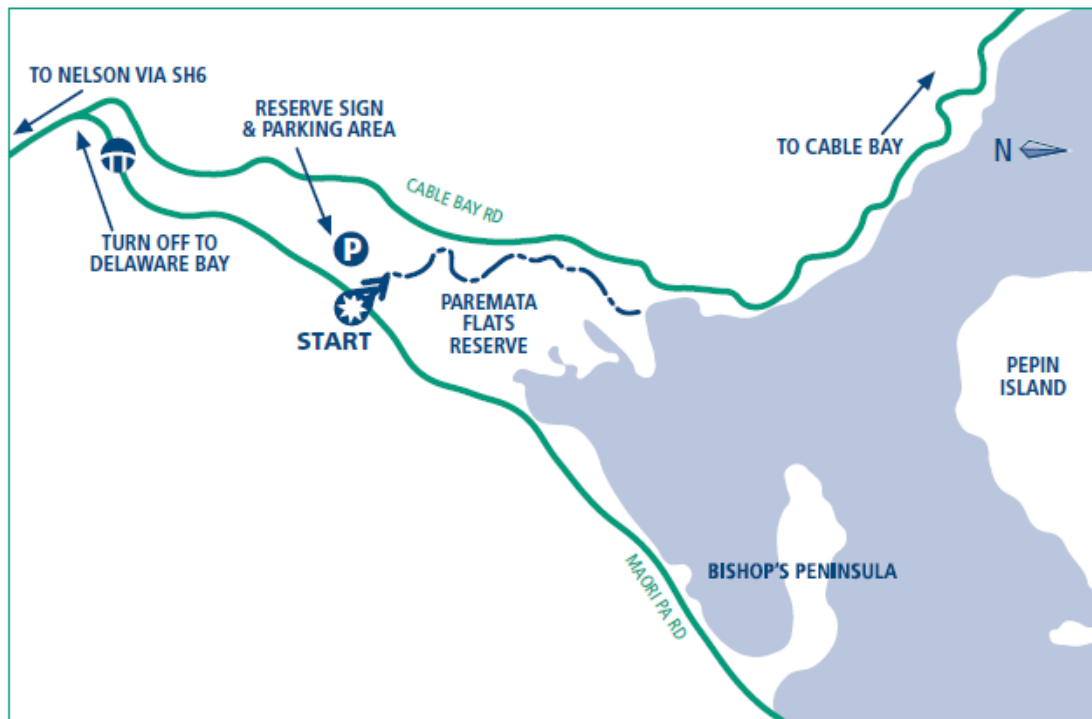 TO NELSON VIA SH6
RESERVE SIGN
& PARKING AREA
TO CABLE BAY
N
CABLE BAY RD
TURN OFF TO
DELAWARE BAY
P
START
PAREMATA
FLATS
RESERVE
PEPIN
ISLAND
BISHOP'S PENINSULA
MAORI PA RD